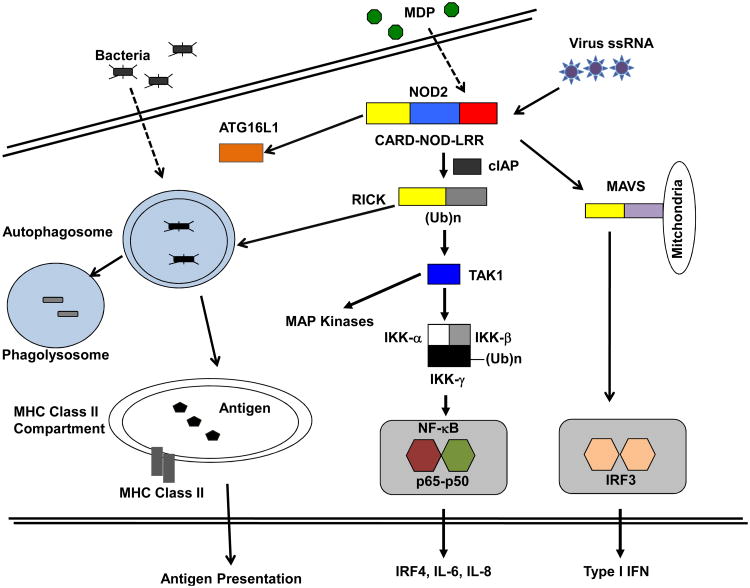 MDP
Virus ssRNA
Bacteria
NOD2
ATG16L1
CARD-NOD-LRR
cIAP
MAVS
RICK
(Ub)n
Mitchondria
Autophagosome
TAK1
MAP Kinases
IKK-α
IKK-β
(Ub)n
Phagolysosome
IKK-γ
MHC Class II
Compartment
Antigen
NF-κB
p65-p50
IRF3
MHC Class II
IRF4, IL-6, IL-8
Type I IFN
Antigen Presentation